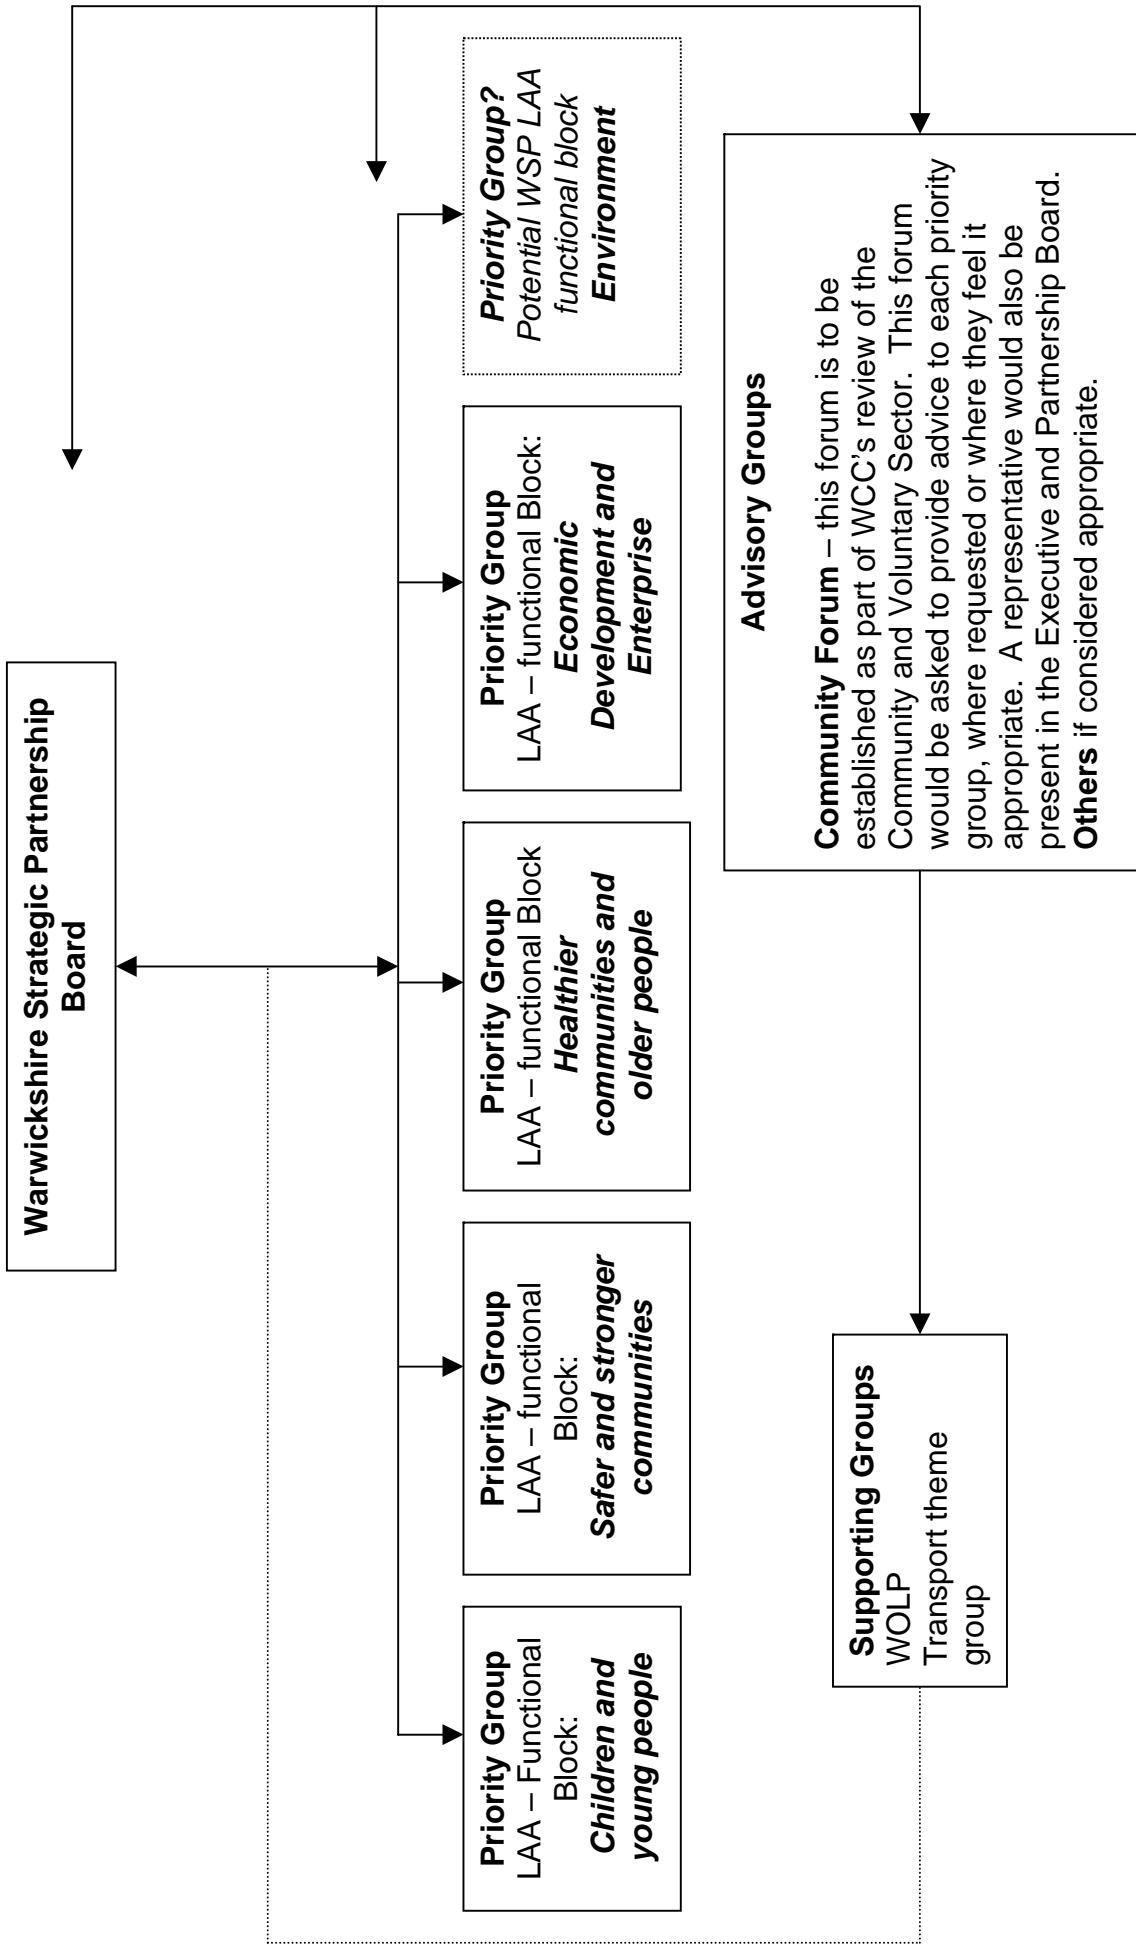 Warwickshire Strategic Partnership
Board
Priority Group
LAA – Functional
Block:
Children and
young people
Priority Group
LAA – functional
Block:
Safer and stronger
communities
Priority Group
LAA – functional Block
Healthier
communities and
older people
Priority Group
LAA – functional Block:
Economic
Development and
Enterprise
Priority Group?
Potential WSP LAA
functional block
Environment
Supporting Groups
WOLP
Transport theme
group
Advisory Groups
Community Forum – this forum is to be
established as part of WCC’s review of the
Community and Voluntary Sector. This forum
would be asked to provide advice to each priority
group, where requested or where they feel it
appropriate. A representative would also be
present in the Executive and Partnership Board.
Others if considered appropriate.